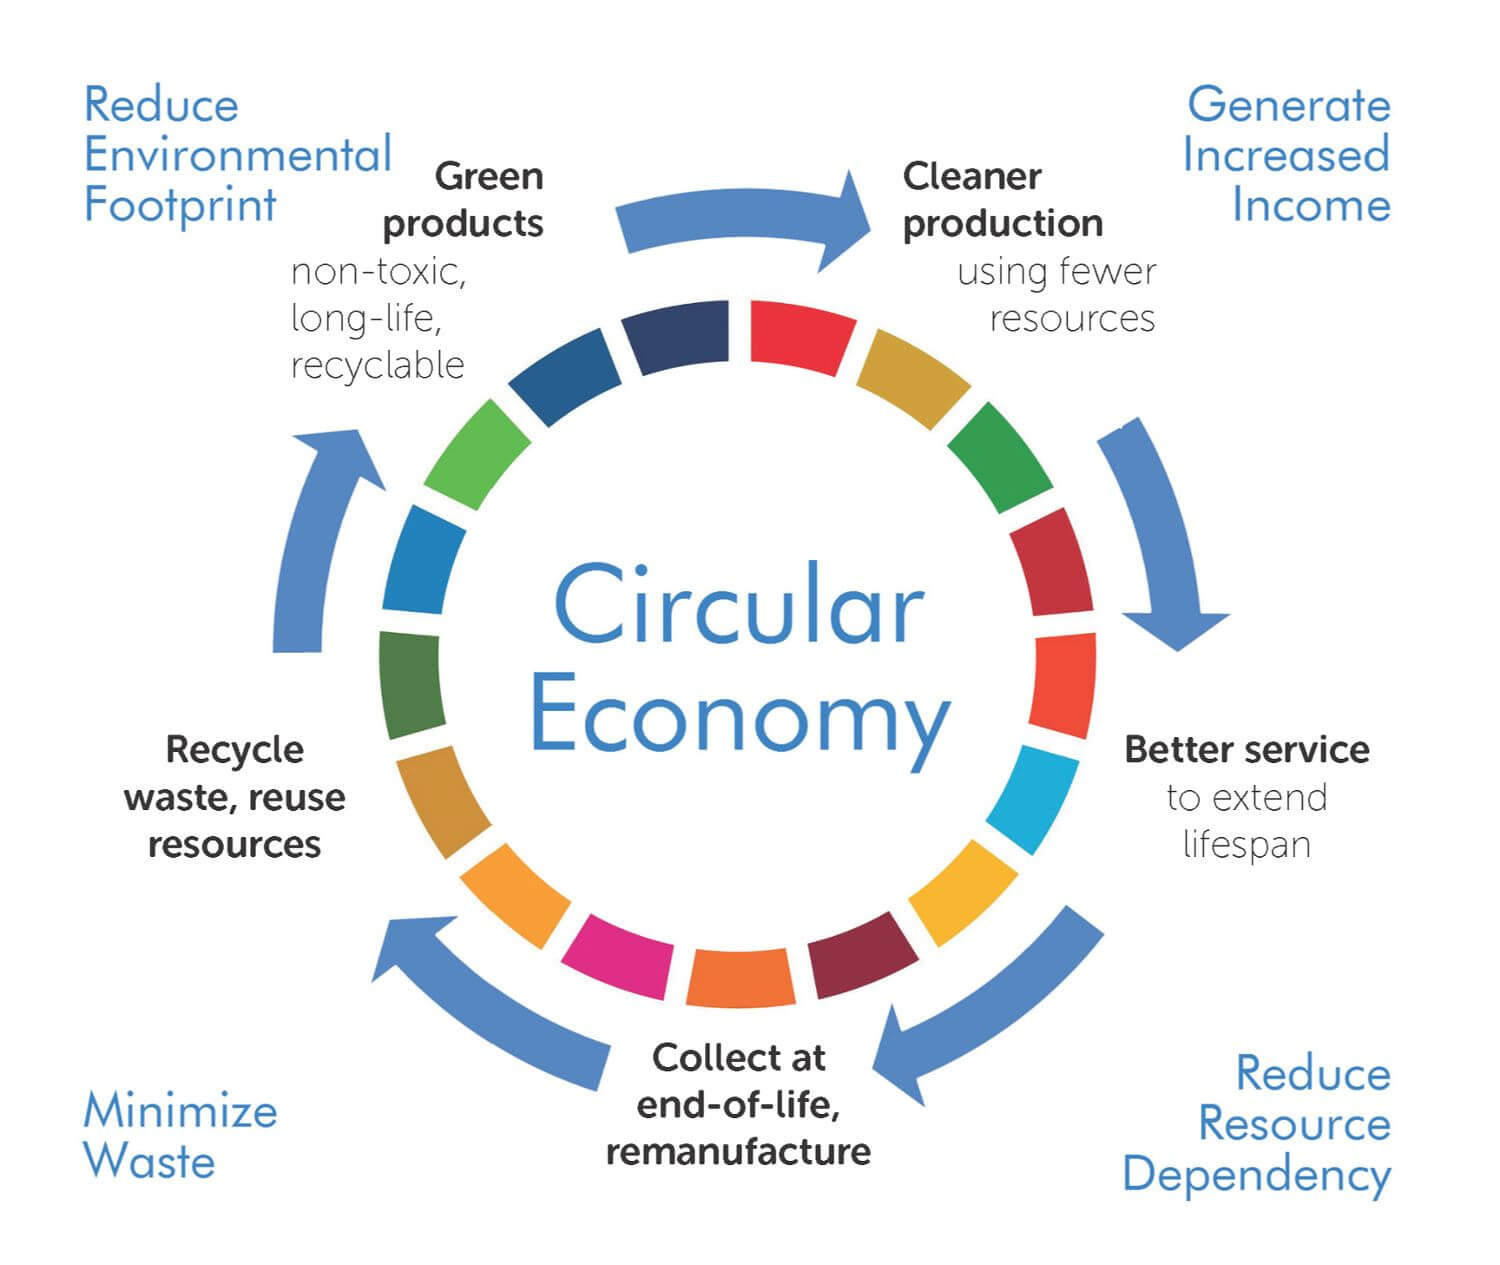 Reduce
Environmental
Footprint
Generate
Increased
Income
Green
products
non-toxic,
long-life,
recyclable
Cleaner
production
using fewer
resources
Circular
Economy
Recycle
waste, reuse
resources
Better service
to extend
lifespan
Collect at
end-of-life,
remanufacture
Minimize
Waste
Reduce
Resource
Dependency